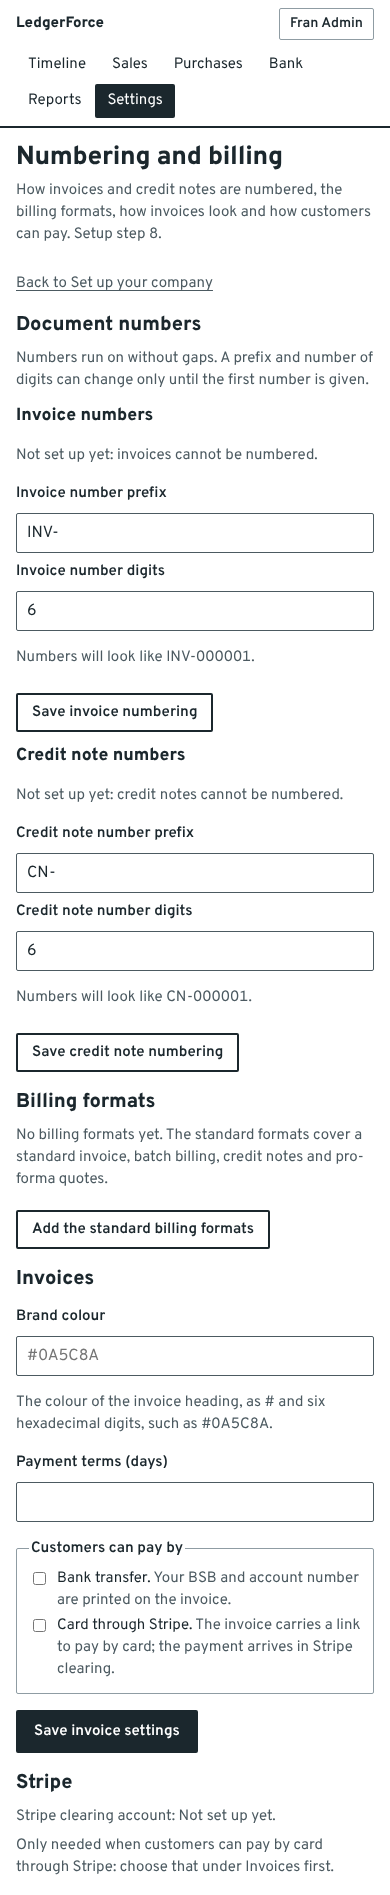 LedgerForce
Fran Admin
Timeline Sales Purchases Bank
Reports Settings
Numbering and billing
How invoices and credit notes are numbered, the
billing formats, how invoices look and how customers
can pay. Setup step 8.
Back to Set up your company
Document numbers
Numbers run on without gaps. A prefix and number of
digits can change only until the first number is given.
Invoice numbers
Not set up yet: invoices cannot be numbered.
Invoice number prefix
INV-
Invoice number digits
6
Numbers will look like INV-000001.
Save invoice numbering
Credit note numbers
Not set up yet: credit notes cannot be numbered.
Credit note number prefix
CN-
Credit note number digits
6
Numbers will look like CN-000001.
Save credit note numbering
Billing formats
No billing formats yet. The standard formats cover a
standard invoice, batch billing, credit notes and pro-
forma quotes.
Add the standard billing formats
Invoices
Brand colour
#0A5C8A
The colour of the invoice heading, as # and six
hexadecimal digits, such as #0A5C8A.
Payment terms (days)
Customers can pay by
Bank transfer. Your BSB and account number
are printed on the invoice.
Card through Stripe. The invoice carries a link
to pay by card; the payment arrives in Stripe
clearing.
Save invoice settings
Stripe
Stripe clearing account: Not set up yet.
Only needed when customers can pay by card
through Stripe: choose that under Invoices first.